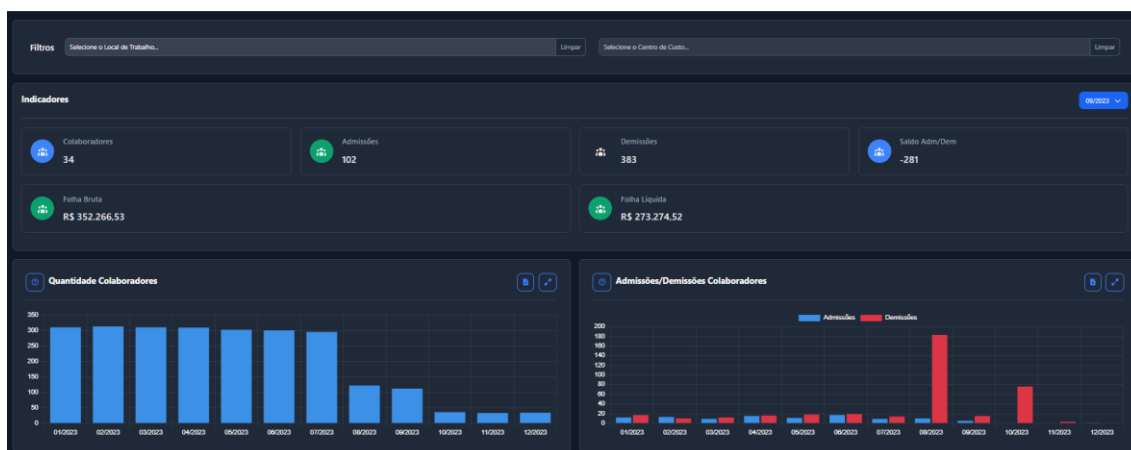 Filtros Selecione o Local de Trabalho... Limpar Selecione o Centro de Custo... Limpar
Indicadores 09/2023
Colaboradores
34
Admissões
102
Demissões
383
Saldo Adm/Dem
-281
Folha Bruta
R$ 352.266,53
Folha Líquida
R$ 273.274,52
Quantidade Colaboradores
350
300
250
200
150
100
50
0
01/2023 02/2023 03/2023 04/2023 05/2023 06/2023 07/2023 08/2023 09/2023 10/2023 11/2023 12/2023
Admissões/Demissões Colaboradores
Admissões Demissões
200
180
160
140
120
100
80
60
40
20
0
01/2023 02/2023 03/2023 04/2023 05/2023 06/2023 07/2023 08/2023 09/2023 10/2023 11/2023 12/2023